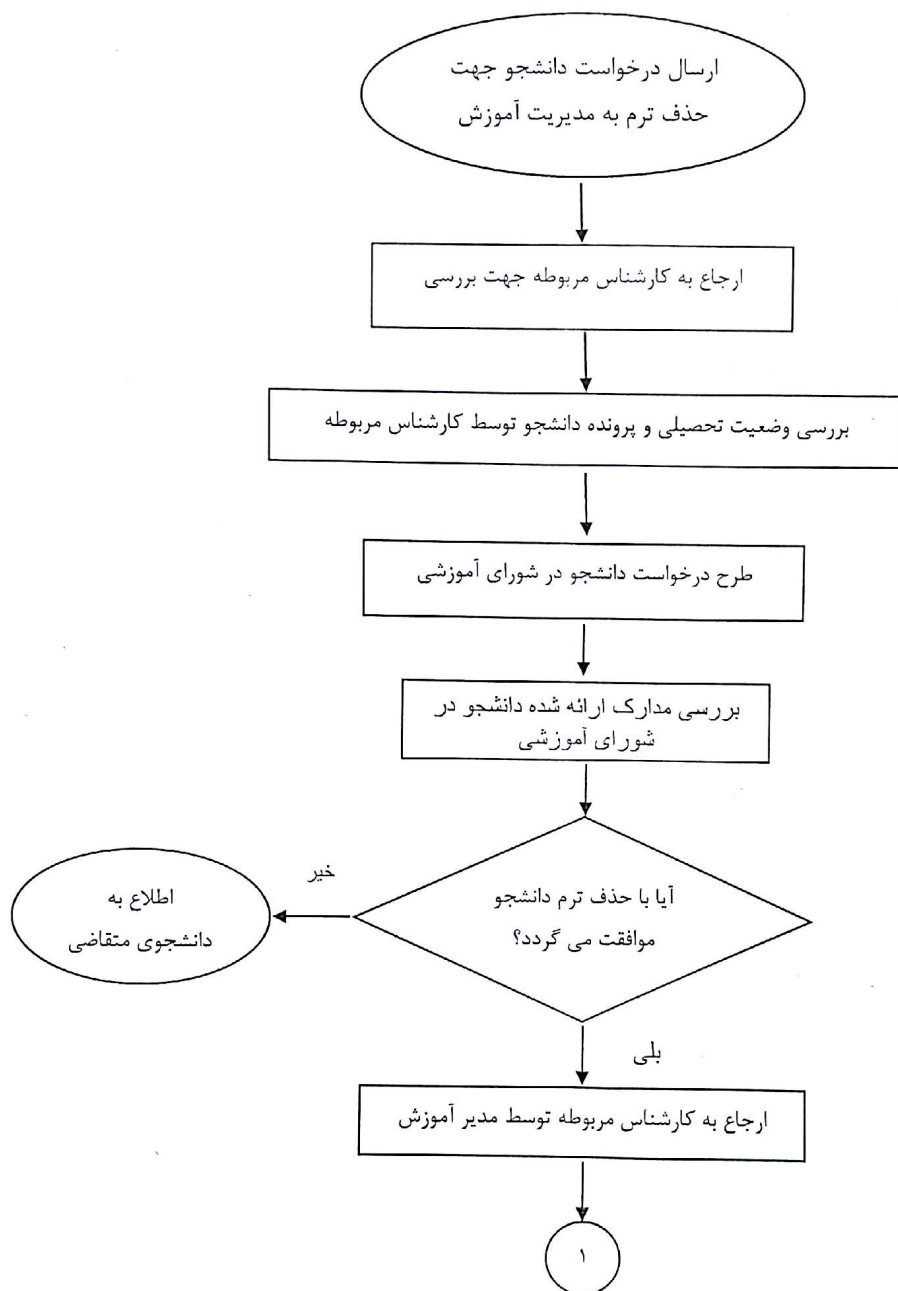 ارسال درخواست دانشجو جهت
حذف ترم به مدیریت آموزش
ارجاع به کارشناس مربوطه جهت بررسی
بررسی وضعیت تحصیلی و پرونده دانشجو توسط کارشناس مربوطه
طرح درخواست دانشجو در شورای آموزشی
بررسی مدارک ارائه شده دانشجو در
شورای آموزشی
آیا با حذف ترم دانشجو
موافقت می گردد؟
خیر
اطلاع به
دانشجوی متقاضی
بلی
ارجاع به کارشناس مربوطه توسط مدیر آموزش
۱